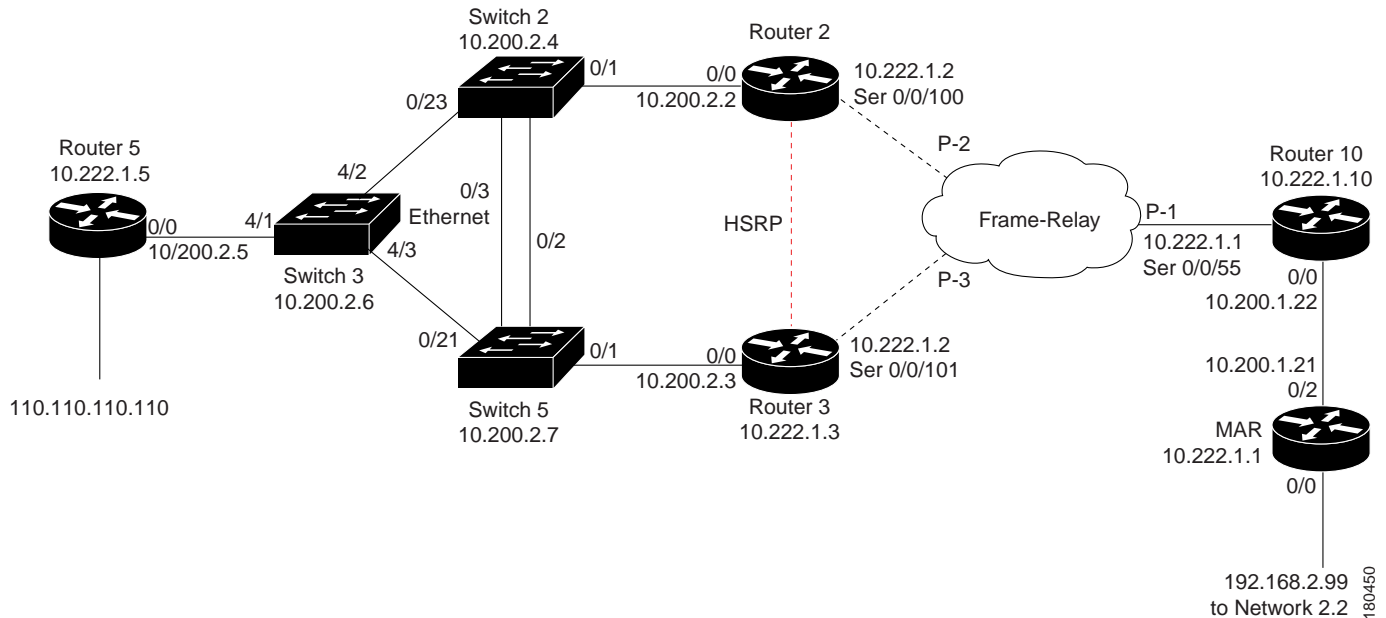 Switch 2
10.200.2.4
0/1
0/23
Router 2
0/0
10.200.2.2
10.222.1.2
Ser 0/0/100
P-2
Router 5
10.222.1.5
0/0
10/200.2.5
4/1
4/2
4/3
Switch 3
10.200.2.6
0/3
Ethernet
0/2
HSRP
Frame-Relay
P-1
10.222.1.1
Ser 0/0/55
Router 10
10.222.1.10
0/0
10.200.1.22
P-3
0/21
0/1
Switch 5
10.200.2.7
0/0
10.200.2.3
10.222.1.2
Ser 0/0/101
Router 3
10.222.1.3
10.200.1.21
0/2
MAR
10.222.1.1
0/0
110.110.110.110
192.168.2.99
to Network 2.2
180450